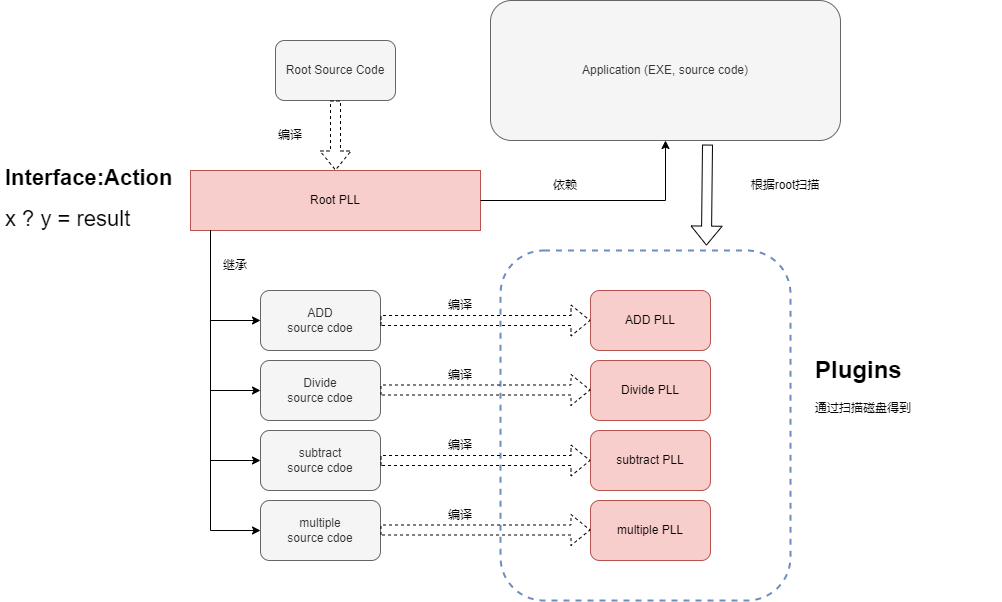 Root Source Code
Application (EXE, source code)
编译
Interface:Action
x ? y = result
Root PLL
依赖
根据root扫描
继承
ADD
source cdoe
编译
ADD PLL
Divide
source cdoe
编译
Divide PLL
Plugins
通过扫描磁盘得到
subtract
source cdoe
编译
subtract PLL
multiple
source cdoe
编译
multiple PLL